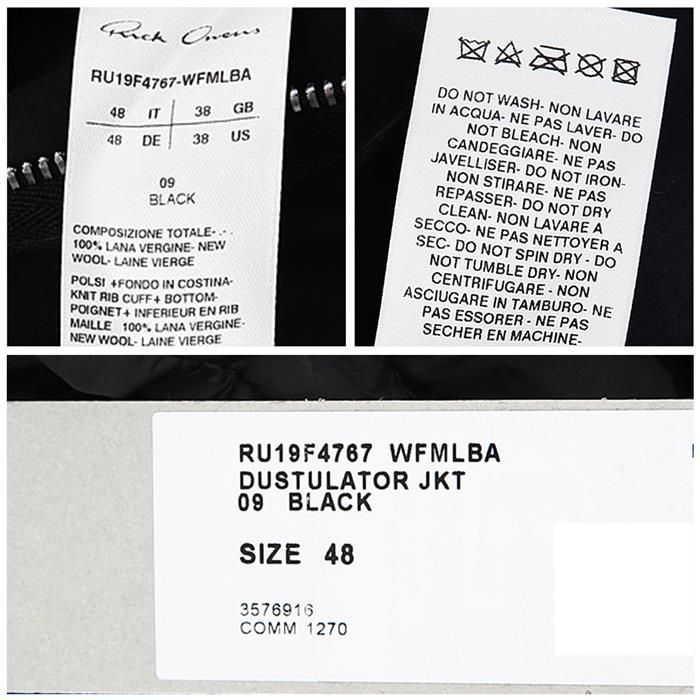 Rick Owens
RU19F4767-WFMLBA
48 IT 38 GB
48 DE 38 US
09
BLACK
COMPOSIZIONE TOTALE- . -
100% LANA VERGINE- NEW
WOOL- LAINE VIERGE
POLSI +FONDO IN COSTINA-
KNIT RIB CUFF+ BOTTOM-
POIGNET+ INFERIEUR EN RIB
MAILLE 100% LANA VERGINE-
NEW WOOL- LAINE VIERGE
DO NOT WASH- NON LAVARE
IN ACQUA- NE PAS LAVER- DO
NOT BLEACH- NON
CANDEGGIARE- NE PAS
JAVELLISER- DO NOT IRON-
NON STIRARE- NE PAS
REPASSER- DO NOT DRY
CLEAN- NON LAVARE A
SECCO- NE PAS NETTOYER A
SEC- DO NOT SPIN DRY - DO
NOT TUMBLE DRY- NON
CENTRIFUGARE - NON
ASCIUGARE IN TAMBURO- NE
PAS ESSORER - NE PAS
SECHER EN MACHINE-
RU19F4767 WFMLBA
DUSTULATOR JKT
09 BLACK
SIZE 48
3576916
COMM 1270